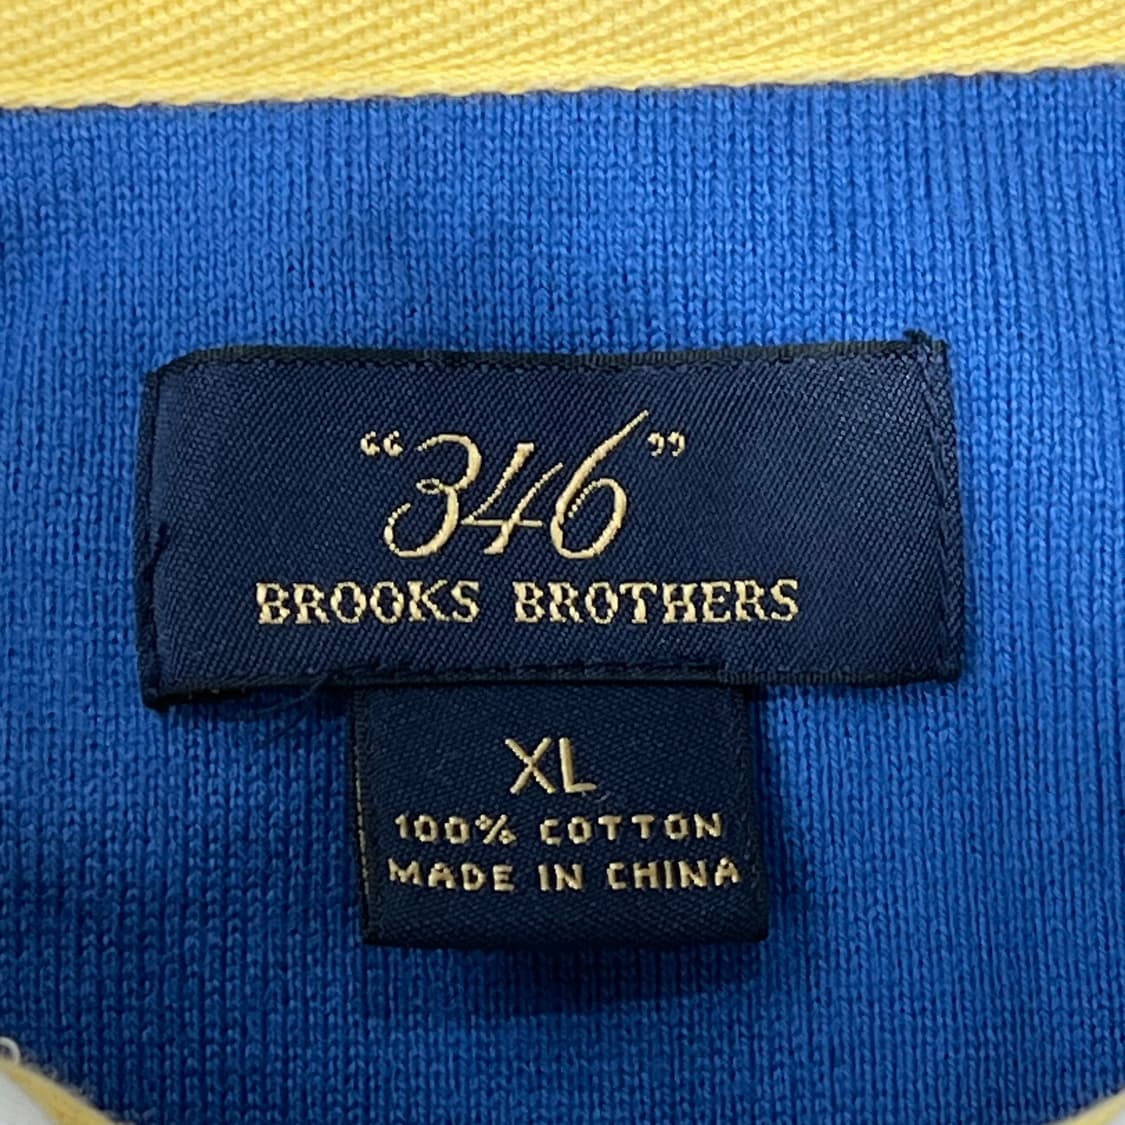 “346”
BROOKS BROTHERS
XL
100% COTTON
MADE IN CHINA